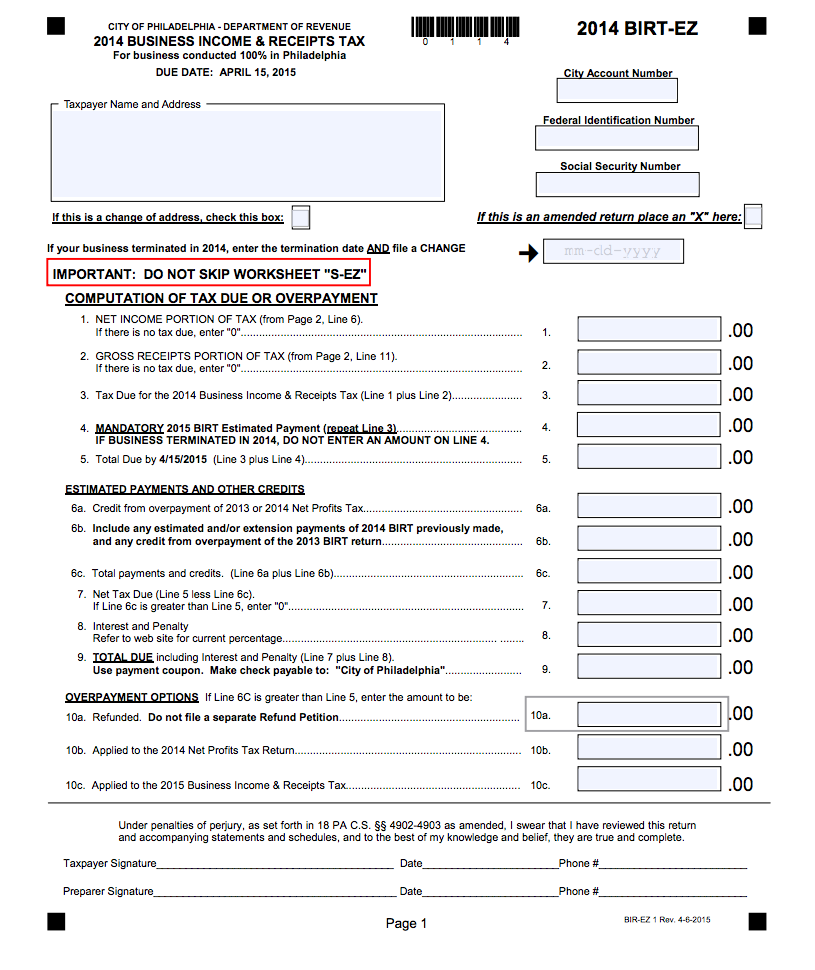 CITY OF PHILADELPHIA - DEPARTMENT OF REVENUE
2014 BUSINESS INCOME & RECEIPTS TAX
For business conducted 100% in Philadelphia
DUE DATE: APRIL 15, 2015
0 1 1 4
2014 BIRT-EZ
City Account Number
Taxpayer Name and Address
Federal Identification Number
Social Security Number
If this is a change of address, check this box:
If this is an amended return place an "X" here:
If your business terminated in 2014, enter the termination date AND file a CHANGE
mm-dd-yyyy
IMPORTANT: DO NOT SKIP WORKSHEET "S-EZ"
COMPUTATION OF TAX DUE OR OVERPAYMENT
1. NET INCOME PORTION OF TAX (from Page 2, Line 6).
If there is no tax due, enter "0"................................................ 1. .00
2. GROSS RECEIPTS PORTION OF TAX (from Page 2, Line 11).
If there is no tax due, enter "0"................................................ 2. .00
3. Tax Due for the 2014 Business Income & Receipts Tax (Line 1 plus Line 2)....................... 3. .00
4. MANDATORY 2015 BIRT Estimated Payment (repeat Line 3)........................................ 4. .00
IF BUSINESS TERMINATED IN 2014, DO NOT ENTER AN AMOUNT ON LINE 4.
5. Total Due by 4/15/2015 (Line 3 plus Line 4)........................................ 5. .00
ESTIMATED PAYMENTS AND OTHER CREDITS
6a. Credit from overpayment of 2013 or 2014 Net Profits Tax........................................ 6a. .00
6b. Include any estimated and/or extension payments of 2014 BIRT previously made,
and any credit from overpayment of the 2013 BIRT return........................................ 6b. .00
6c. Total payments and credits. (Line 6a plus Line 6b)........................................ 6c. .00
7. Net Tax Due (Line 5 less Line 6c).
If Line 6c is greater than Line 5, enter "0"........................................ 7. .00
8. Interest and Penalty
Refer to web site for current percentage........................................ ........ 8. .00
9. TOTAL DUE including Interest and Penalty (Line 7 plus Line 8).
Use payment coupon. Make check payable to: "City of Philadelphia"......................... 9. .00
OVERPAYMENT OPTIONS If Line 6C is greater than Line 5, enter the amount to be:
10a. Refunded. Do not file a separate Refund Petition........................................ 10a. .00
10b. Applied to the 2014 Net Profits Tax Return........................................ 10b. .00
10c. Applied to the 2015 Business Income & Receipts Tax........................................ 10c. .00
Under penalties of perjury, as set forth in 18 PA C.S. §§ 4902-4903 as amended, I swear that I have reviewed this return
and accompanying statements and schedules, and to the best of my knowledge and belief, they are true and complete.
Taxpayer Signature________________________ Date________________Phone #________________
Preparer Signature________________________ Date________________Phone #________________
Page 1
BIR-EZ 1 Rev. 4-6-2015